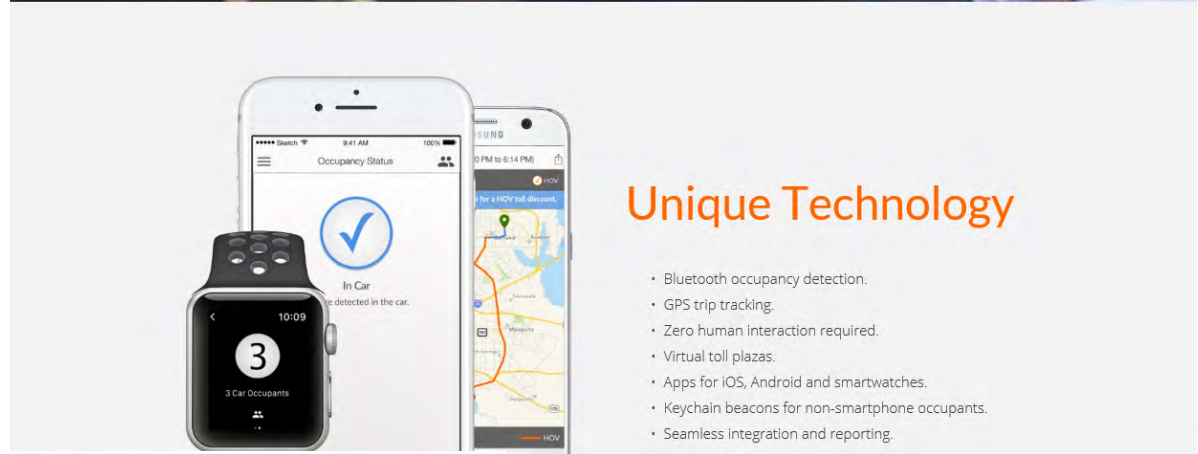 SUNG
Sketch 9:41 AM 100%
Occupancy Status
0 PM to 6:14 PM)
HOV
e for a HOV toll discount.
Unique Technology
In Car
e detected in the car.
10:09
3
3 Car Occupants
Mesquite
HOV
• Bluetooth occupancy detection.
• GPS trip tracking.
• Zero human interaction required.
• Virtual toll plazas.
• Apps for iOS, Android and smartwatches.
• Keychain beacons for non-smartphone occupants.
• Seamless integration and reporting.